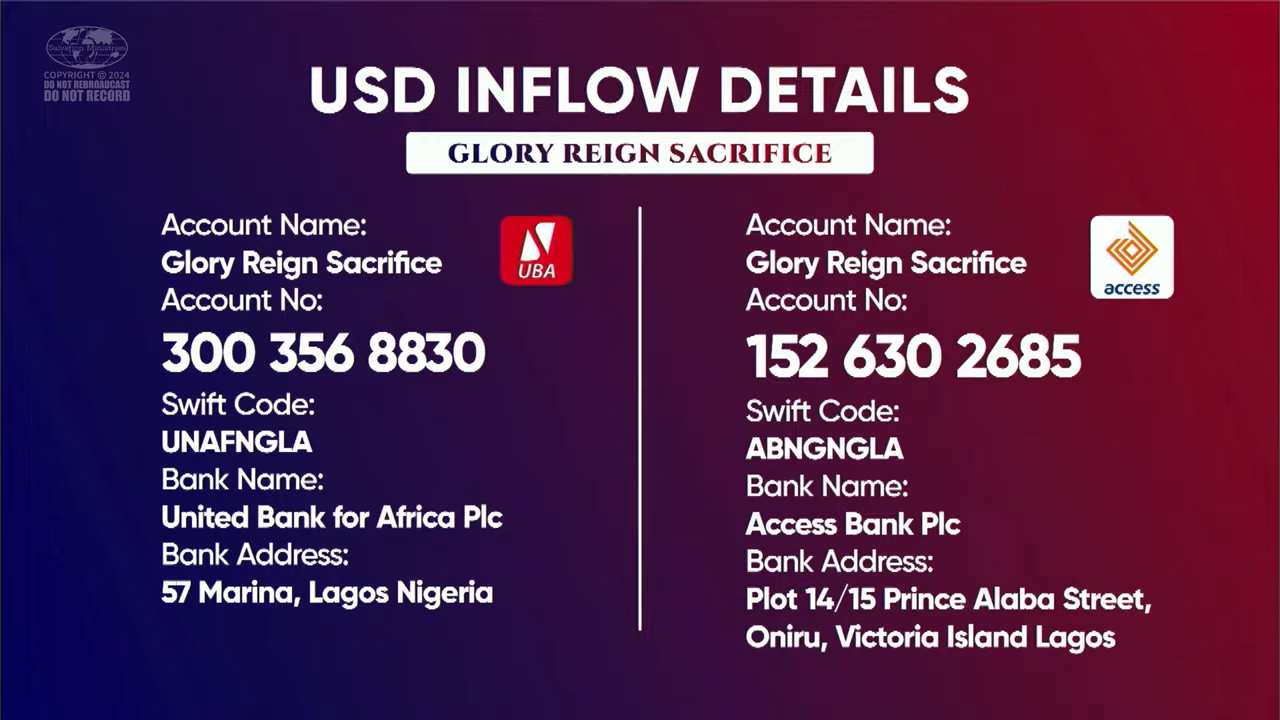 Salvation Ministries
COPYRIGHT © 2024
DO NOT REBROADCAST
DO NOT RECORD
USD INFLOW DETAILS
GLORY REIGN SACRIFICE
Account Name:
Glory Reign Sacrifice
Account No:
300 356 8830
Swift Code:
UNAFNGLA
Bank Name:
United Bank for Africa Plc
Bank Address:
57 Marina, Lagos Nigeria
UBA
Account Name:
Glory Reign Sacrifice
Account No:
152 630 2685
Swift Code:
ABNGNGLA
Bank Name:
Access Bank Plc
Bank Address:
Plot 14/15 Prince Alaba Street,
Oniru, Victoria Island Lagos
access